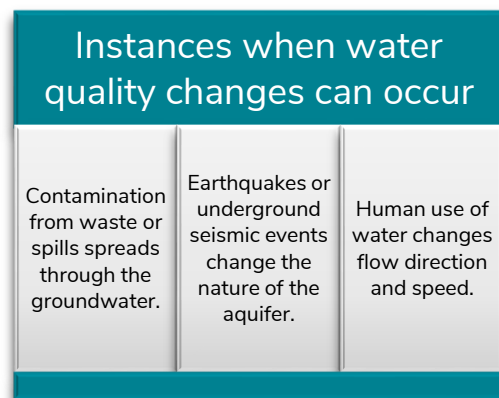 Instances when water
quality changes can occur
Contamination
from waste or
spills spreads
through the
groundwater.
Earthquakes or
underground
seismic events
change the
nature of the
aquifer.
Human use of
water changes
flow direction
and speed.